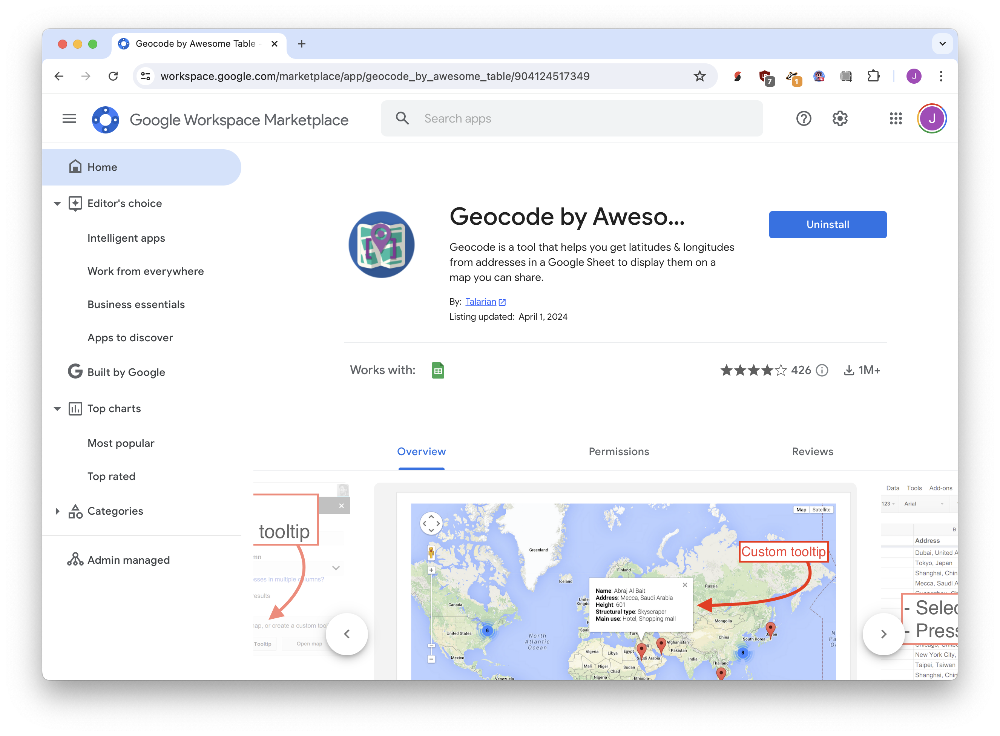 Geocode by Awesome Table -
workspace.google.com/marketplace/app/geocode_by_awesome_table/904124517349
7
1
J
Google Workspace Marketplace
Search apps
J
Home
Editor's choice
Intelligent apps
Work from everywhere
Business essentials
Apps to discover
Built by Google
Top charts
Most popular
Top rated
Categories
Admin managed
Geocode by Aweso...
Uninstall
Geocode is a tool that helps you get latitudes & longitudes
from addresses in a Google Sheet to display them on a
map you can share.
By: Talarian
Listing updated: April 1, 2024
Works with:
426
1M+
Overview
Permissions
Reviews
tooltip
esses in multiple columns?
results
map, or create a custom tool
Tooltip
Open map
Map
Satellite
Custom tooltip
Greenland
Iceland
Finland
Russia
Canada
United States
6
Mexico
Venezuela
North
Atlantic
Ocean
Name: Abraj Al Bait
Address: Mecca, Saudi Arabia
Height: 601
Structural type: Skyscraper
Main use: Hotel, Shopping mall
Mongolia
China
South Korea
Japan
Afghanistan
Pakistan
India
Thailand
8
Algeria
Libya
Egypt
Saudi Arabia
Mali
Niger
Chad
Sudan
Nigeria
Ethiopia
Data
Tools
Add-ons
123
Arial
B
Address
Dubai, United A
Tokyo, Japan
Shanghai, Chin
Mecca, Saudi A
- Selec
- Press
Chicago, United
New York City,
Taipei, Taiwan
Shanghai, Chin